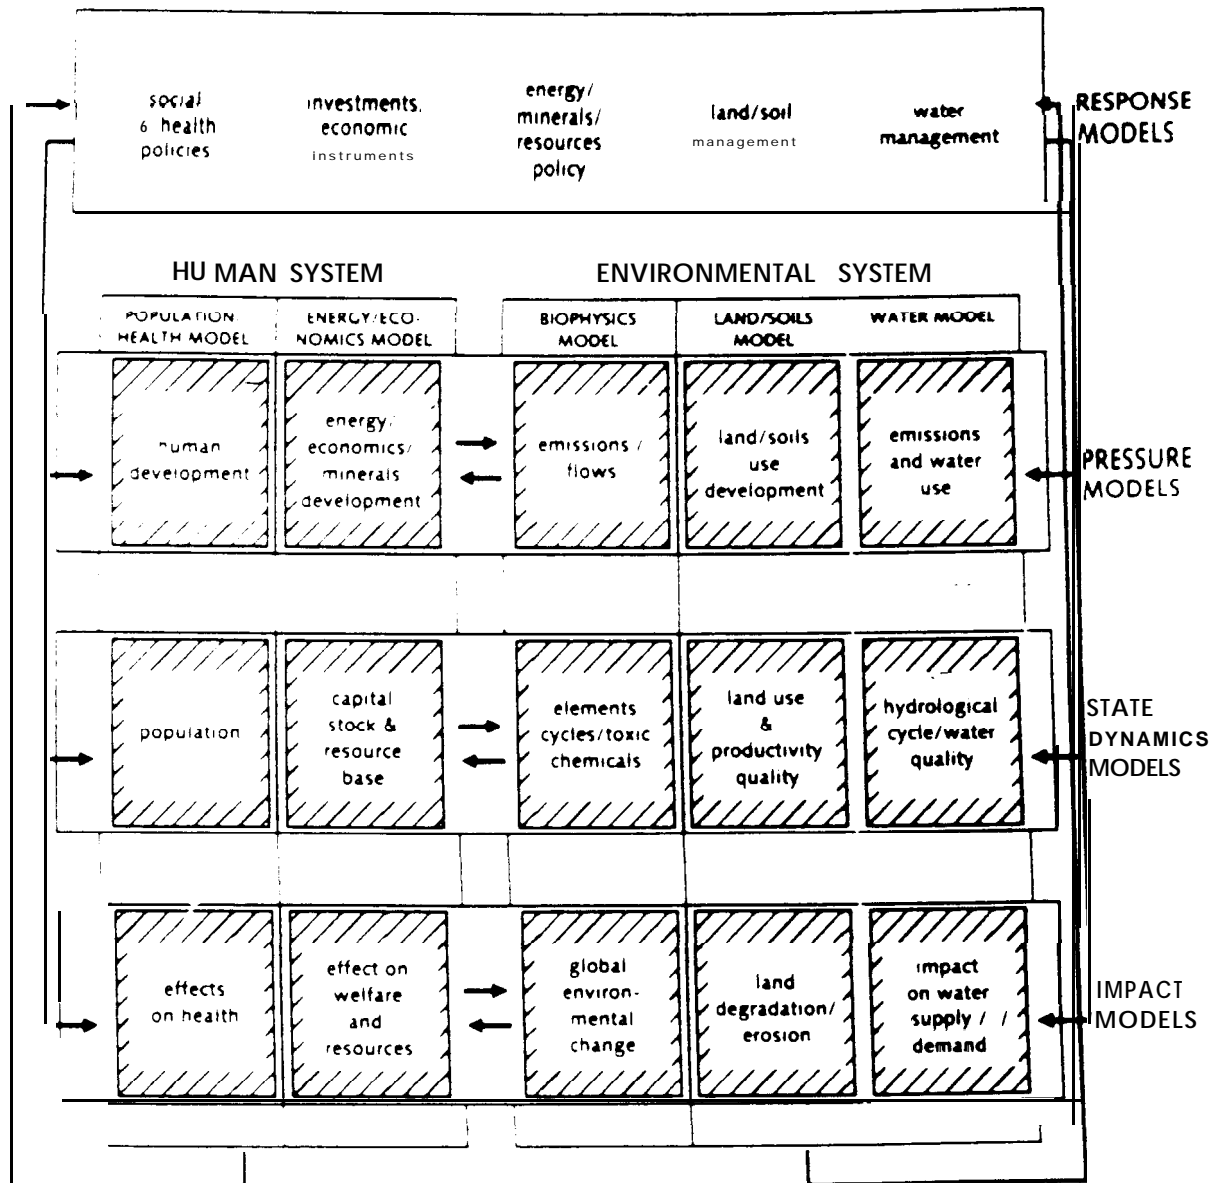 social
6 health
policies
investments.
economic
instruments
energy/
minerals/
resources
policy
land/soil
management
water
management
RESPONSE
MODELS
HU MAN SYSTEM
ENVIRONMENTAL SYSTEM
POPULATION
HEALTH MODEL
ENERGY/ECO-
NOMICS MODEL
BIOPHYSICS
MODEL
LAND/SOILS
MODEL
WATER MODEL
human
development
energy/
economics/
minerals
development
emissions /
flows
land/soils
use
development
emissions
and water
use
PRESSURE
MODELS
population
capital
stock &
resource
base
elements
cycles/toxic
chemicals
land use
&
productivity
quality
hydrological
cycle/water
quality
STATE
DYNAMICS
MODELS
effects
on health
effect on
welfare
and
resources
global
environ-
mental
change
land
degradation/
erosion
impact
on water
supply / /
demand
IMPACT
MODELS